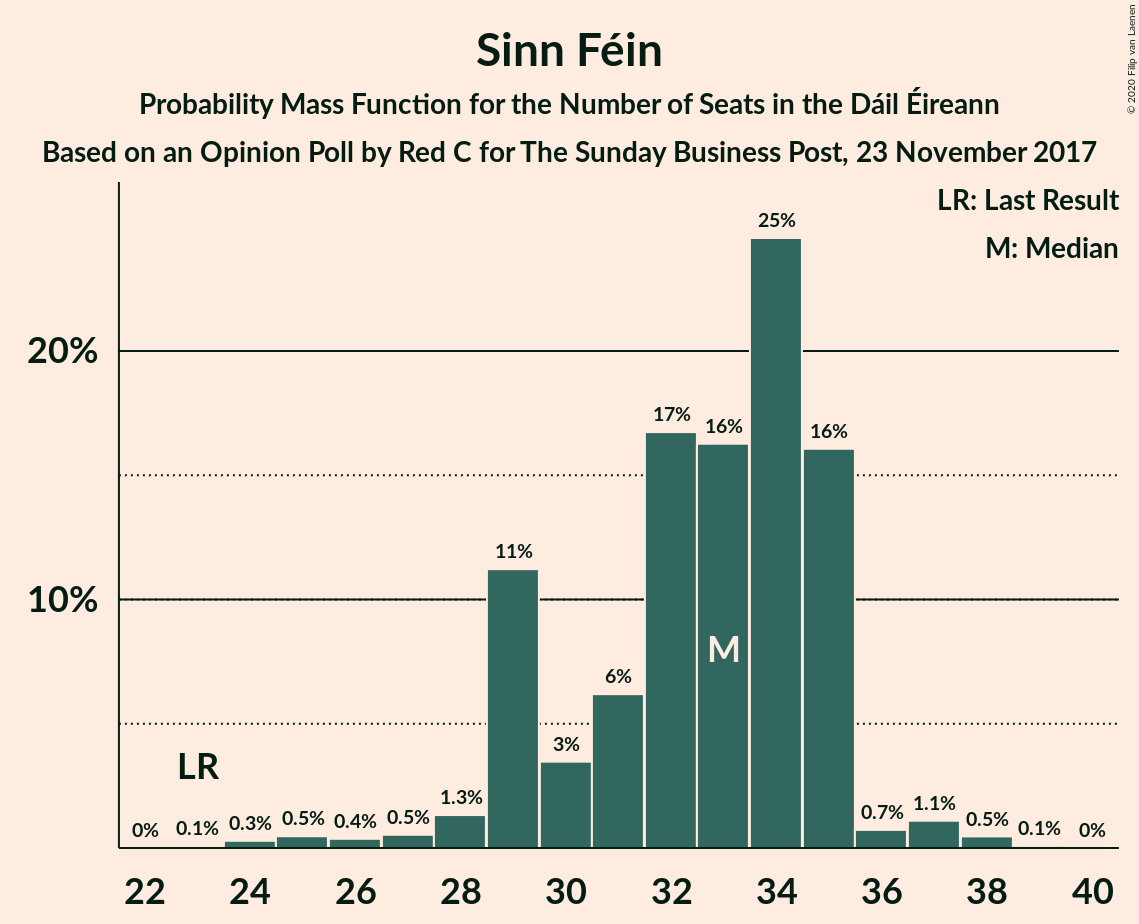 Sinn Féin
Probability Mass Function for the Number of Seats in the Dáil Éireann
Based on an Opinion Poll by Red C for The Sunday Business Post, 23 November 2017
© 2020 Filip van Laenen
LR: Last Result
M: Median
25%
20%
17%
16%
16%
11%
10%
M
6%
3%
LR
0%
0.1%
0.3%
0.5%
0.4%
0.5%
1.3%
0.7%
1.1%
0.5%
0.1%
0%
22 24 26 28 30 32 34 36 38 40